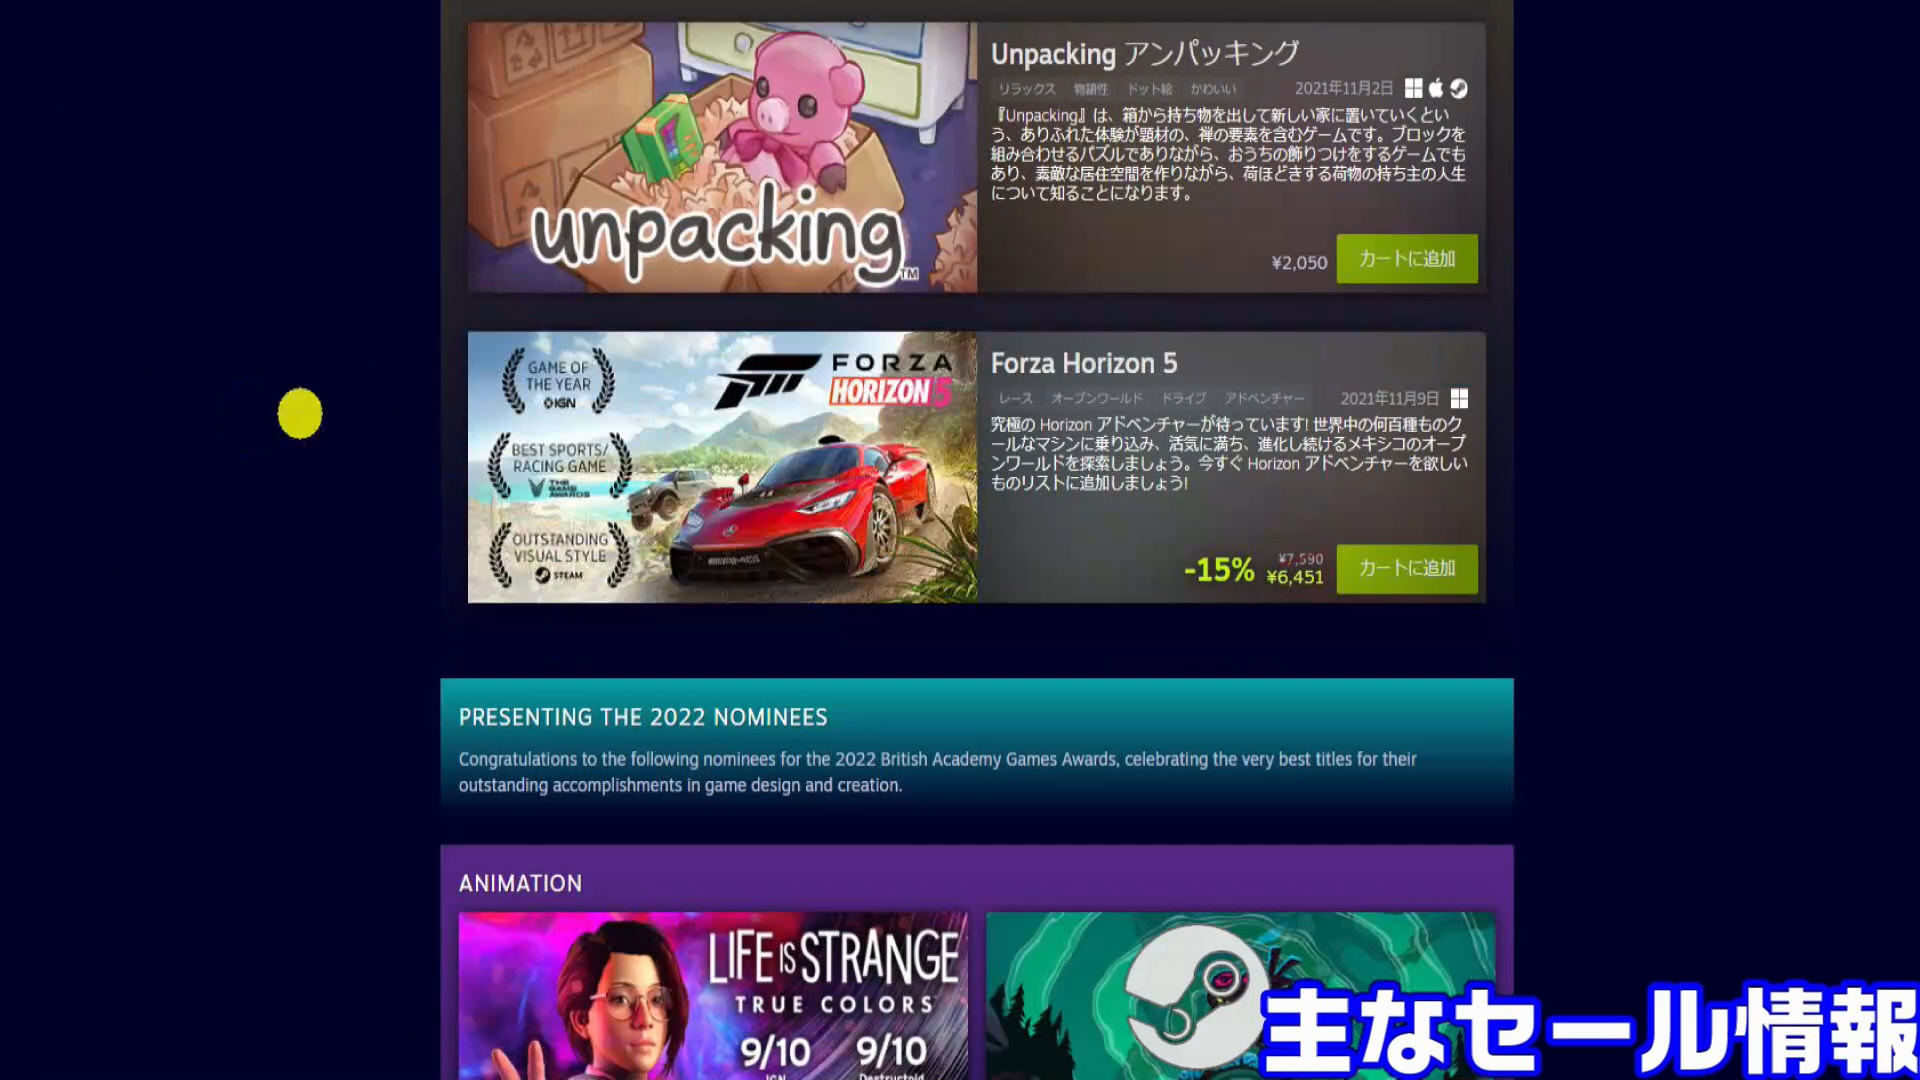 unpacking™
Unpacking アンパッキング
リラックス 物語性 ドット絵 かわいい 2021年11月2日
『Unpacking』は、箱から持ち物を出して新しい家に置いていくとい
う、ありふれた体験が題材の、禅の要素を含むゲームです。ブロックを
組み合わせるパズルでありながら、おうちの飾りつけをするゲームでも
あり、素敵な居住空間を作りながら、荷ほどきする荷物の持ち主の人生
について知ることになります。
¥2,050 カートに追加
GAME OF
THE YEAR
IGN
BEST SPORTS/
RACING GAME
THE
GAME
AWARDS
OUTSTANDING
VISUAL STYLE
STEAM
FORZA
HORIZON 5
Forza Horizon 5
レース オープンワールド ドライブ アドベンチャー 2021年11月9日
究極の Horizon アドベンチャーが待っています! 世界中の何百種ものク
ールなマシンに乗り込み、活気に満ち、進化し続けるメキシコのオープ
ンワールドを探索しましょう。今すぐ Horizon アドベンチャーを欲しい
ものリストに追加しましょう!
-15% ¥7,590
¥6,451
カートに追加
PRESENTING THE 2022 NOMINEES
Congratulations to the following nominees for the 2022 British Academy Games Awards, celebrating the very best titles for their
outstanding accomplishments in game design and creation.
ANIMATION
LIFE IS STRANGE
TRUE COLORS
9/10 9/10
IGN Destructoid
主なセール情報